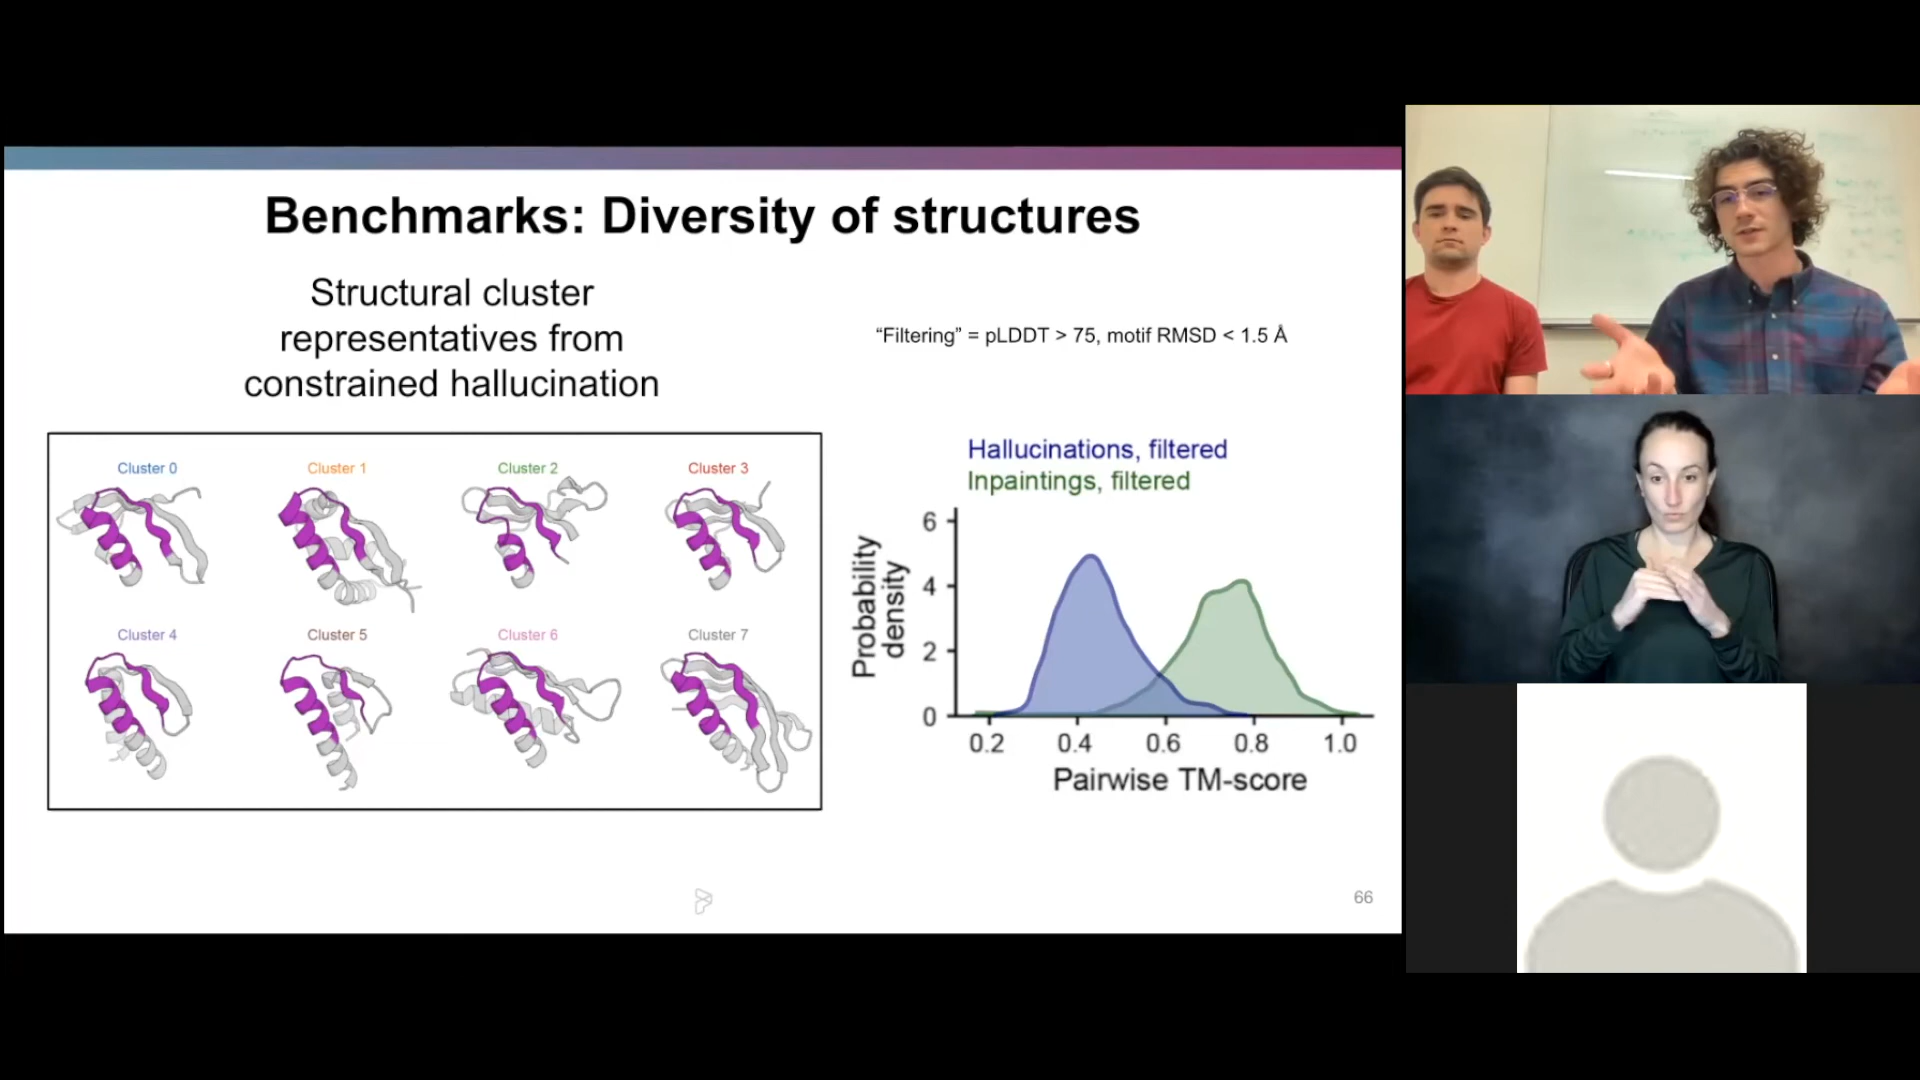 Benchmarks: Diversity of structures
Structural cluster
representatives from
constrained hallucination
“Filtering” = pLDDT > 75, motif RMSD < 1.5 Å
Cluster 0
Cluster 1
Cluster 2
Cluster 3
Cluster 4
Cluster 5
Cluster 6
Cluster 7
Hallucinations, filtered
Inpaintings, filtered
Probability
density
6
4
2
0
0.2
0.4
0.6
0.8
1.0
Pairwise TM-score
66